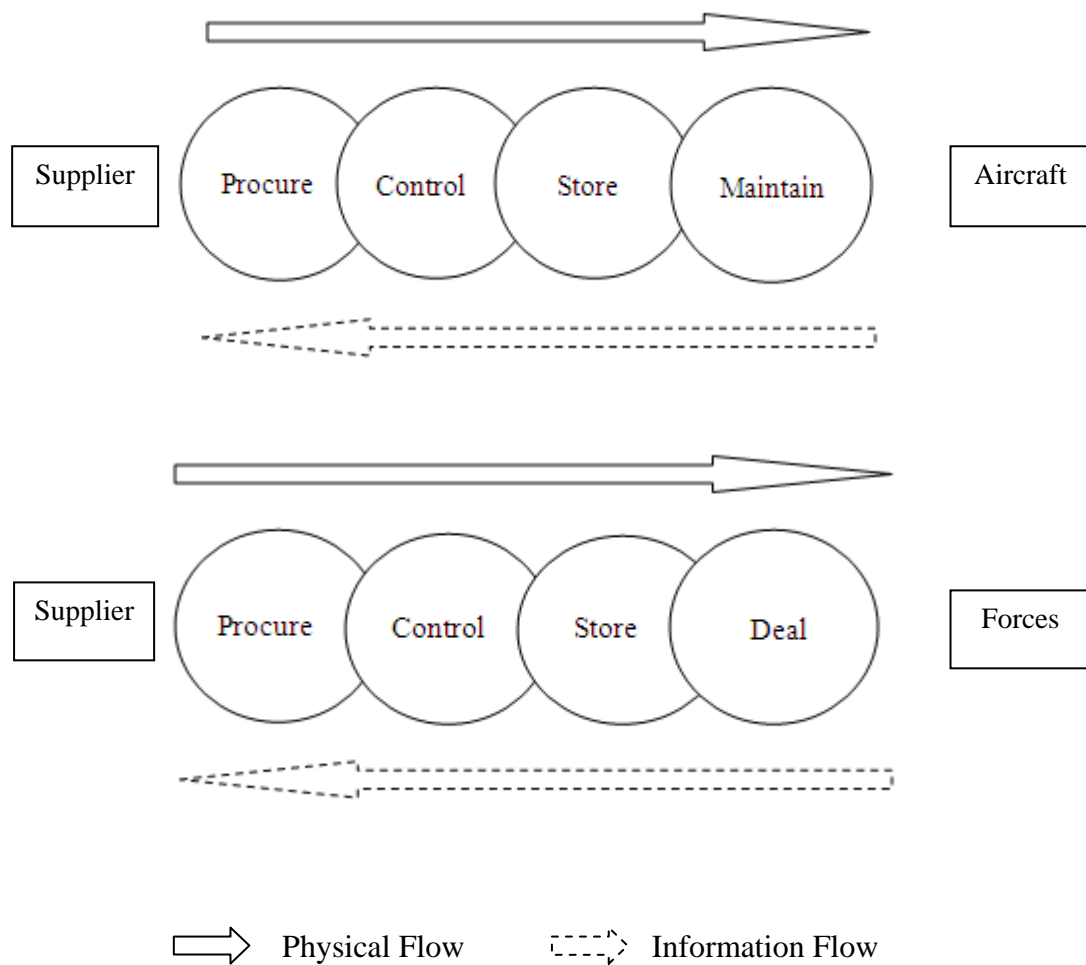 Supplier
Procure
Control
Store
Maintain
Aircraft
Supplier
Procure
Control
Store
Deal
Forces
Physical Flow
Information Flow